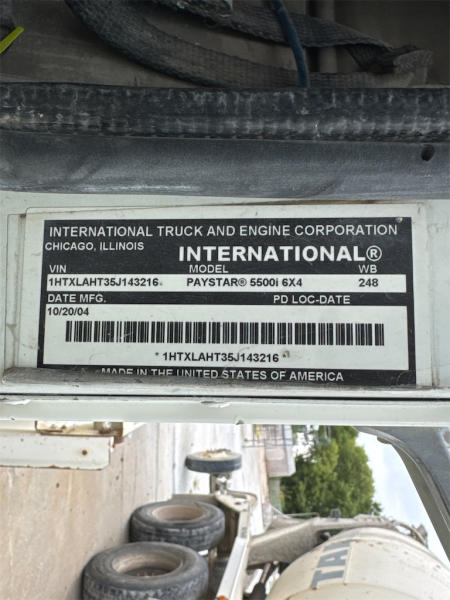 INTERNATIONAL TRUCK AND ENGINE CORPORATION
CHICAGO, ILLINOIS
INTERNATIONAL®
VIN MODEL WB
1HTXLAHT35J143216 PAYSTAR® 5500i 6X4 248
DATE MFG. PD LOC-DATE
10/20/04
*1HTXLAHT35J143216*
MADE IN THE UNITED STATES OF AMERICA